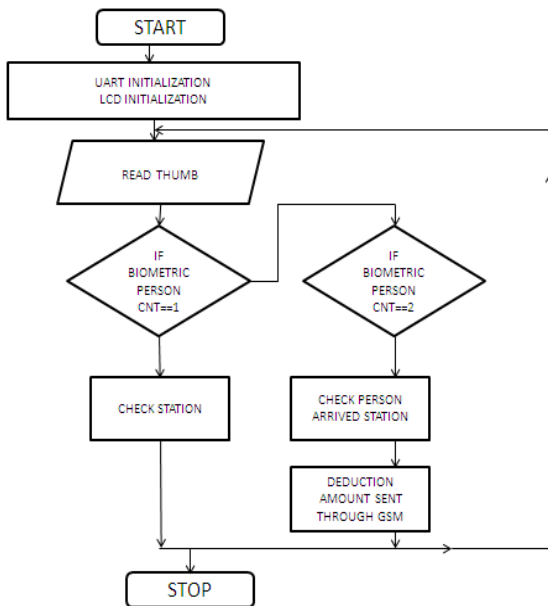 START
UART INITIALIZATION
LCD INITIALIZATION
READ THUMB
IF
BIOMETRIC
PERSON
CNT==1
IF
BIOMETRIC
PERSON
CNT==2
CHECK STATION
CHECK PERSON
ARRIVED STATION
DEDUCTION
AMOUNT SENT
THROUGH GSM
STOP